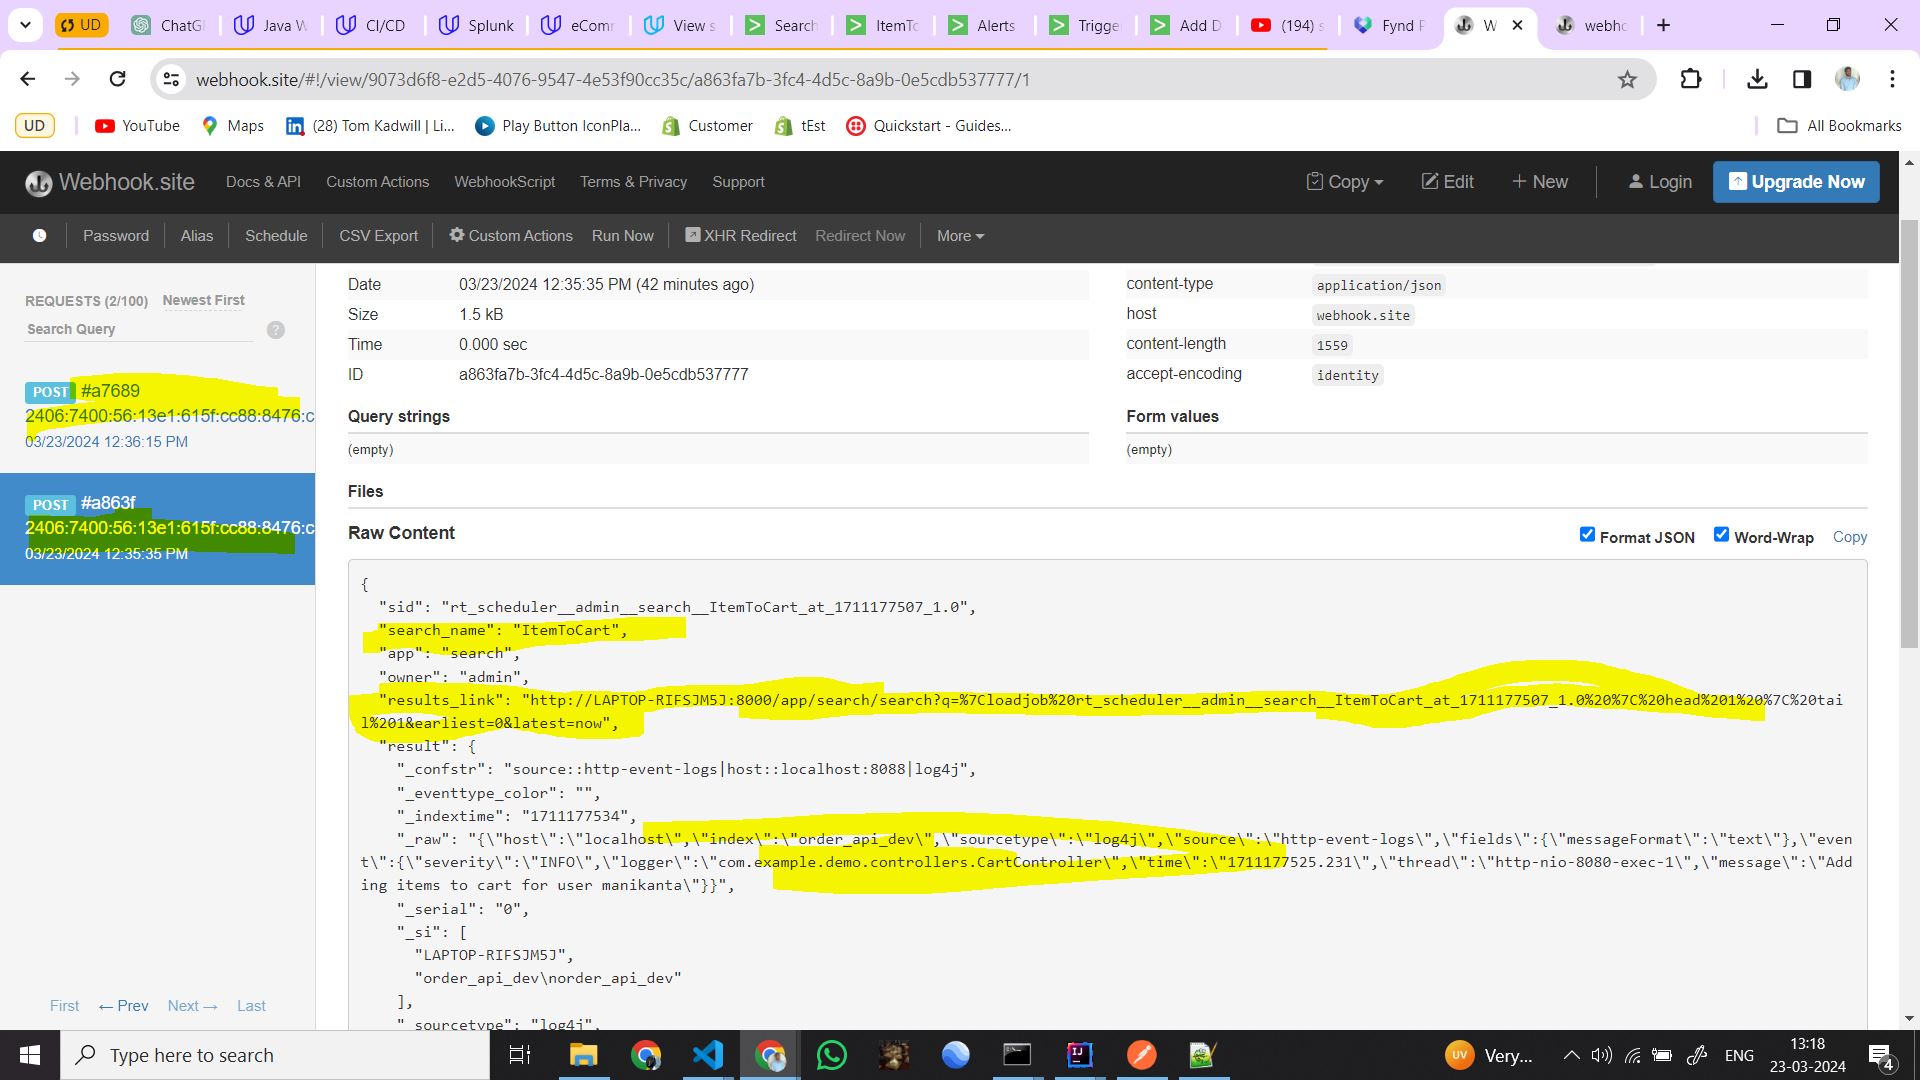 UD
ChatG
Java W
CI/CD
Splunk
eComm
View s
Search
ItemTo
Alerts
Trigge
Add D
(194) s
Fynd P
W
webho
webhook.site/#!/view/9073d6f8-e2d5-4076-9547-4e53f90cc35c/a863fa7b-3fc4-4d5c-8a9b-0e5cdb537777/1
UD
YouTube
Maps
(28) Tom Kadwill | Li...
Play Button IconPla...
Customer
tEst
Quickstart - Guides...
All Bookmarks
Webhook.site
Docs & API
Custom Actions
WebhookScript
Terms & Privacy
Support
Copy
Edit
+ New
Login
Upgrade Now
Password
Alias
Schedule
CSV Export
Custom Actions
Run Now
XHR Redirect
Redirect Now
More
REQUESTS (2/100) Newest First
Search Query
?
POST #a7689
2406:7400:56:13e1:615f:cc88:8476:c
03/23/2024 12:36:15 PM
POST #a863f
2406:7400:56:13e1:615f:cc88:8476:c
03/23/2024 12:35:35 PM
First ← Prev Next → Last
Date 03/23/2024 12:35:35 PM (42 minutes ago)
Size 1.5 kB
Time 0.000 sec
ID a863fa7b-3fc4-4d5c-8a9b-0e5cdb537777
content-type application/json
host webhook.site
content-length 1559
accept-encoding identity
Query strings
(empty)
Form values
(empty)
Files
Raw Content
Format JSON Word-Wrap Copy
{
"sid": "rt_scheduler__admin__search__ItemToCart_at_1711177507_1.0",
"search_name": "ItemToCart",
"app": "search",
"owner": "admin",
"results_link": "http://LAPTOP-RIFSJM5J:8000/app/search/search?q=%7Cloadjob%20rt_scheduler__admin__search__ItemToCart_at_1711177507_1.0%20%7C%20head%201%20%7C%20tai
l%201&earliest=0&latest=now",
"result": {
"_confstr": "source::http-event-logs|host::localhost:8088|log4j",
"_eventtype_color": "",
"_indextime": "1711177534",
"_raw": "{\"host\":\"localhost\",\"index\":\"order_api_dev\",\"sourcetype\":\"log4j\",\"source\":\"http-event-logs\",\"fields\":{\"messageFormat\":\"text\"},\"even
t\":{\"severity\":\"INFO\",\"logger\":\"com.example.demo.controllers.CartController\",\"time\":\"1711177525.231\",\"thread\":\"http-nio-8080-exec-1\",\"message\":\"Add
ing items to cart for user manikanta\"}}",
"_serial": "0",
"_si": [
"LAPTOP-RIFSJM5J",
"order_api_dev\norder_api_dev"
],
"_sourcetype": "log4j",
Type here to search
UV
Very...
ENG
13:18
23-03-2024
4